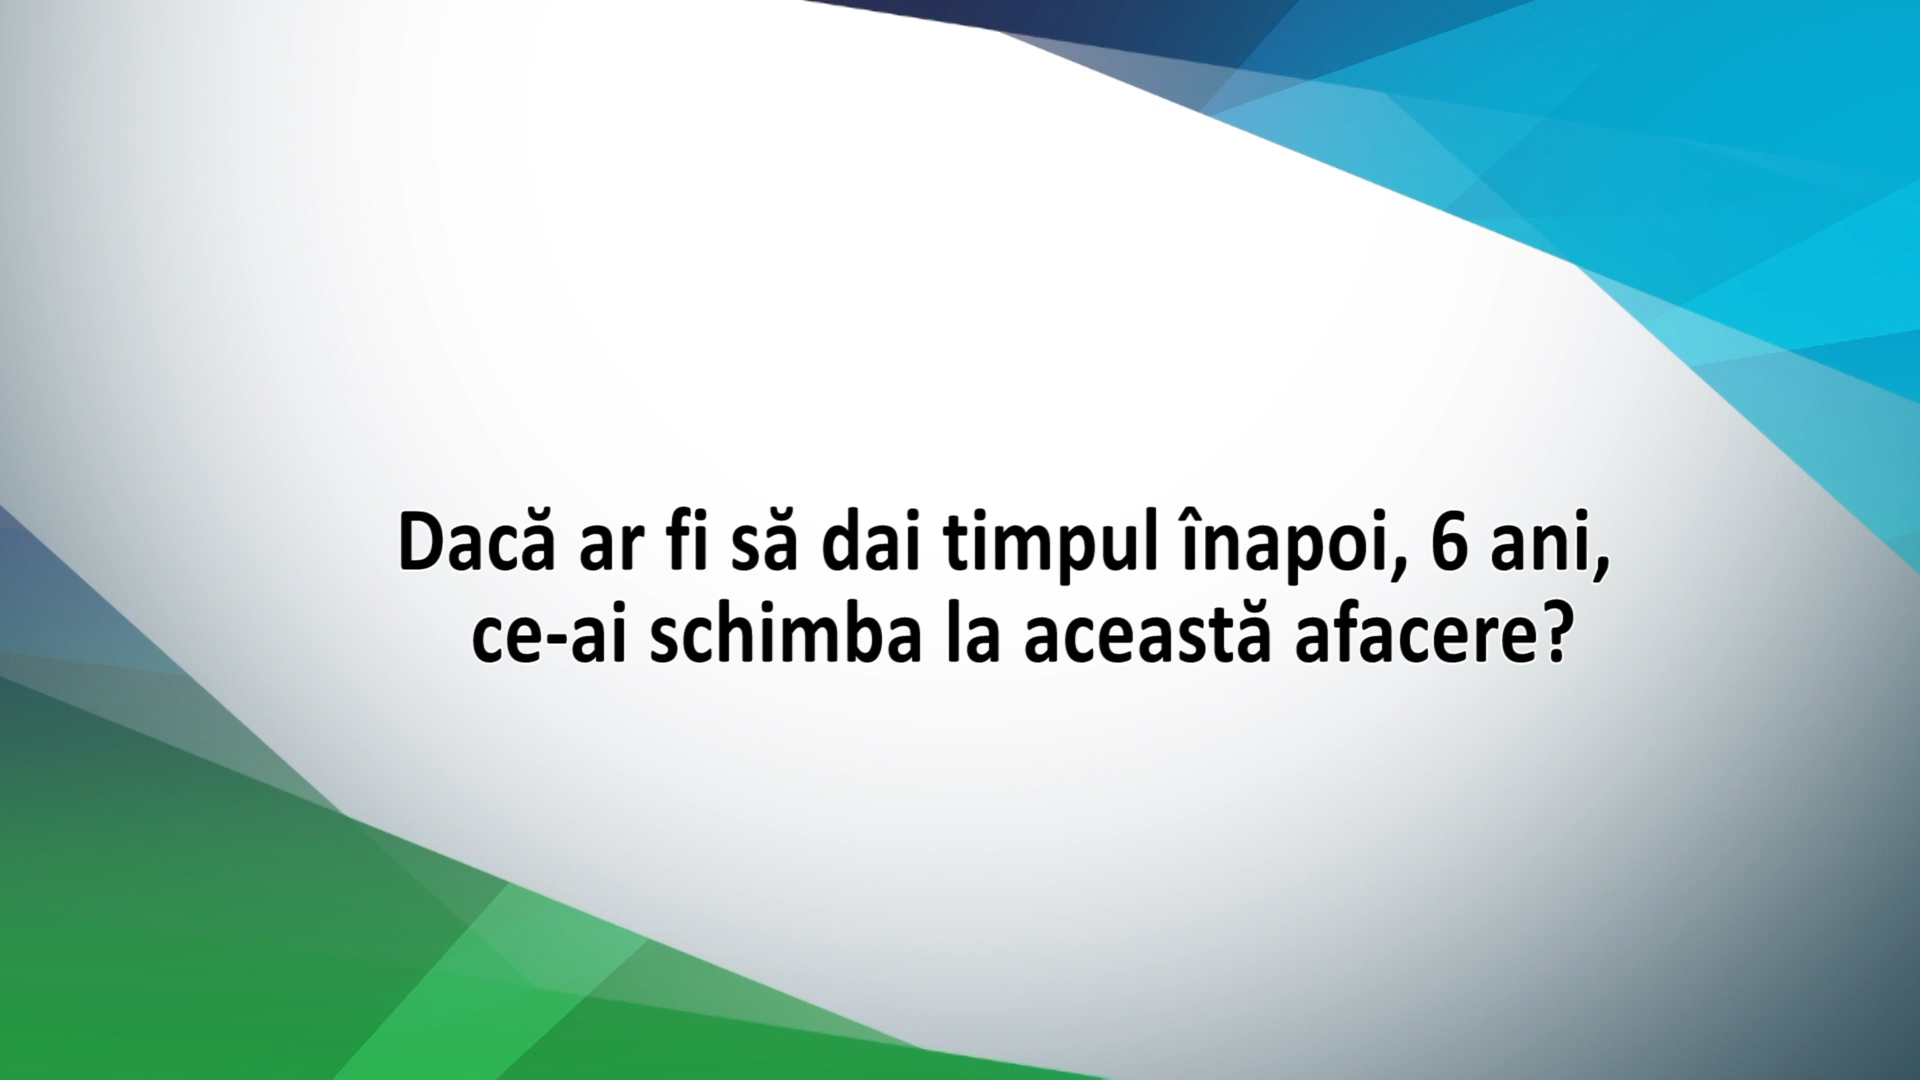 Dacă ar fi să dai timpul înapoi, 6 ani,
ce-ai schimba la această afacere?